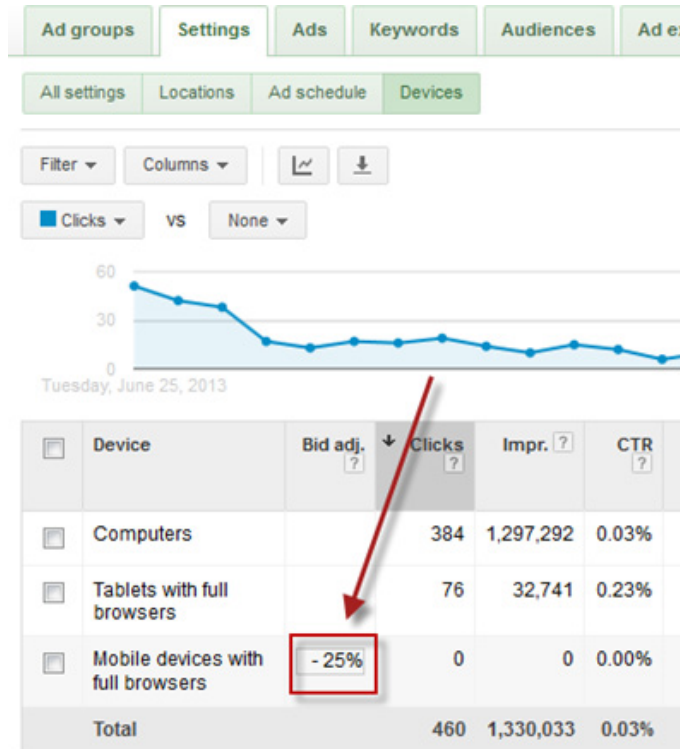 Ad groups Settings Ads Keywords Audiences Ad e
All settings Locations Ad schedule Devices
Filter Columns
Clicks vs None
60
30
0
Tuesday, June 25, 2013
Device Bid adj. ? Clicks ? Impr. ? CTR ?
Computers 384 1,297,292 0.03%
Tablets with full
browsers 76 32,741 0.23%
Mobile devices with
full browsers - 25% 0 0 0.00%
Total 460 1,330,033 0.03%